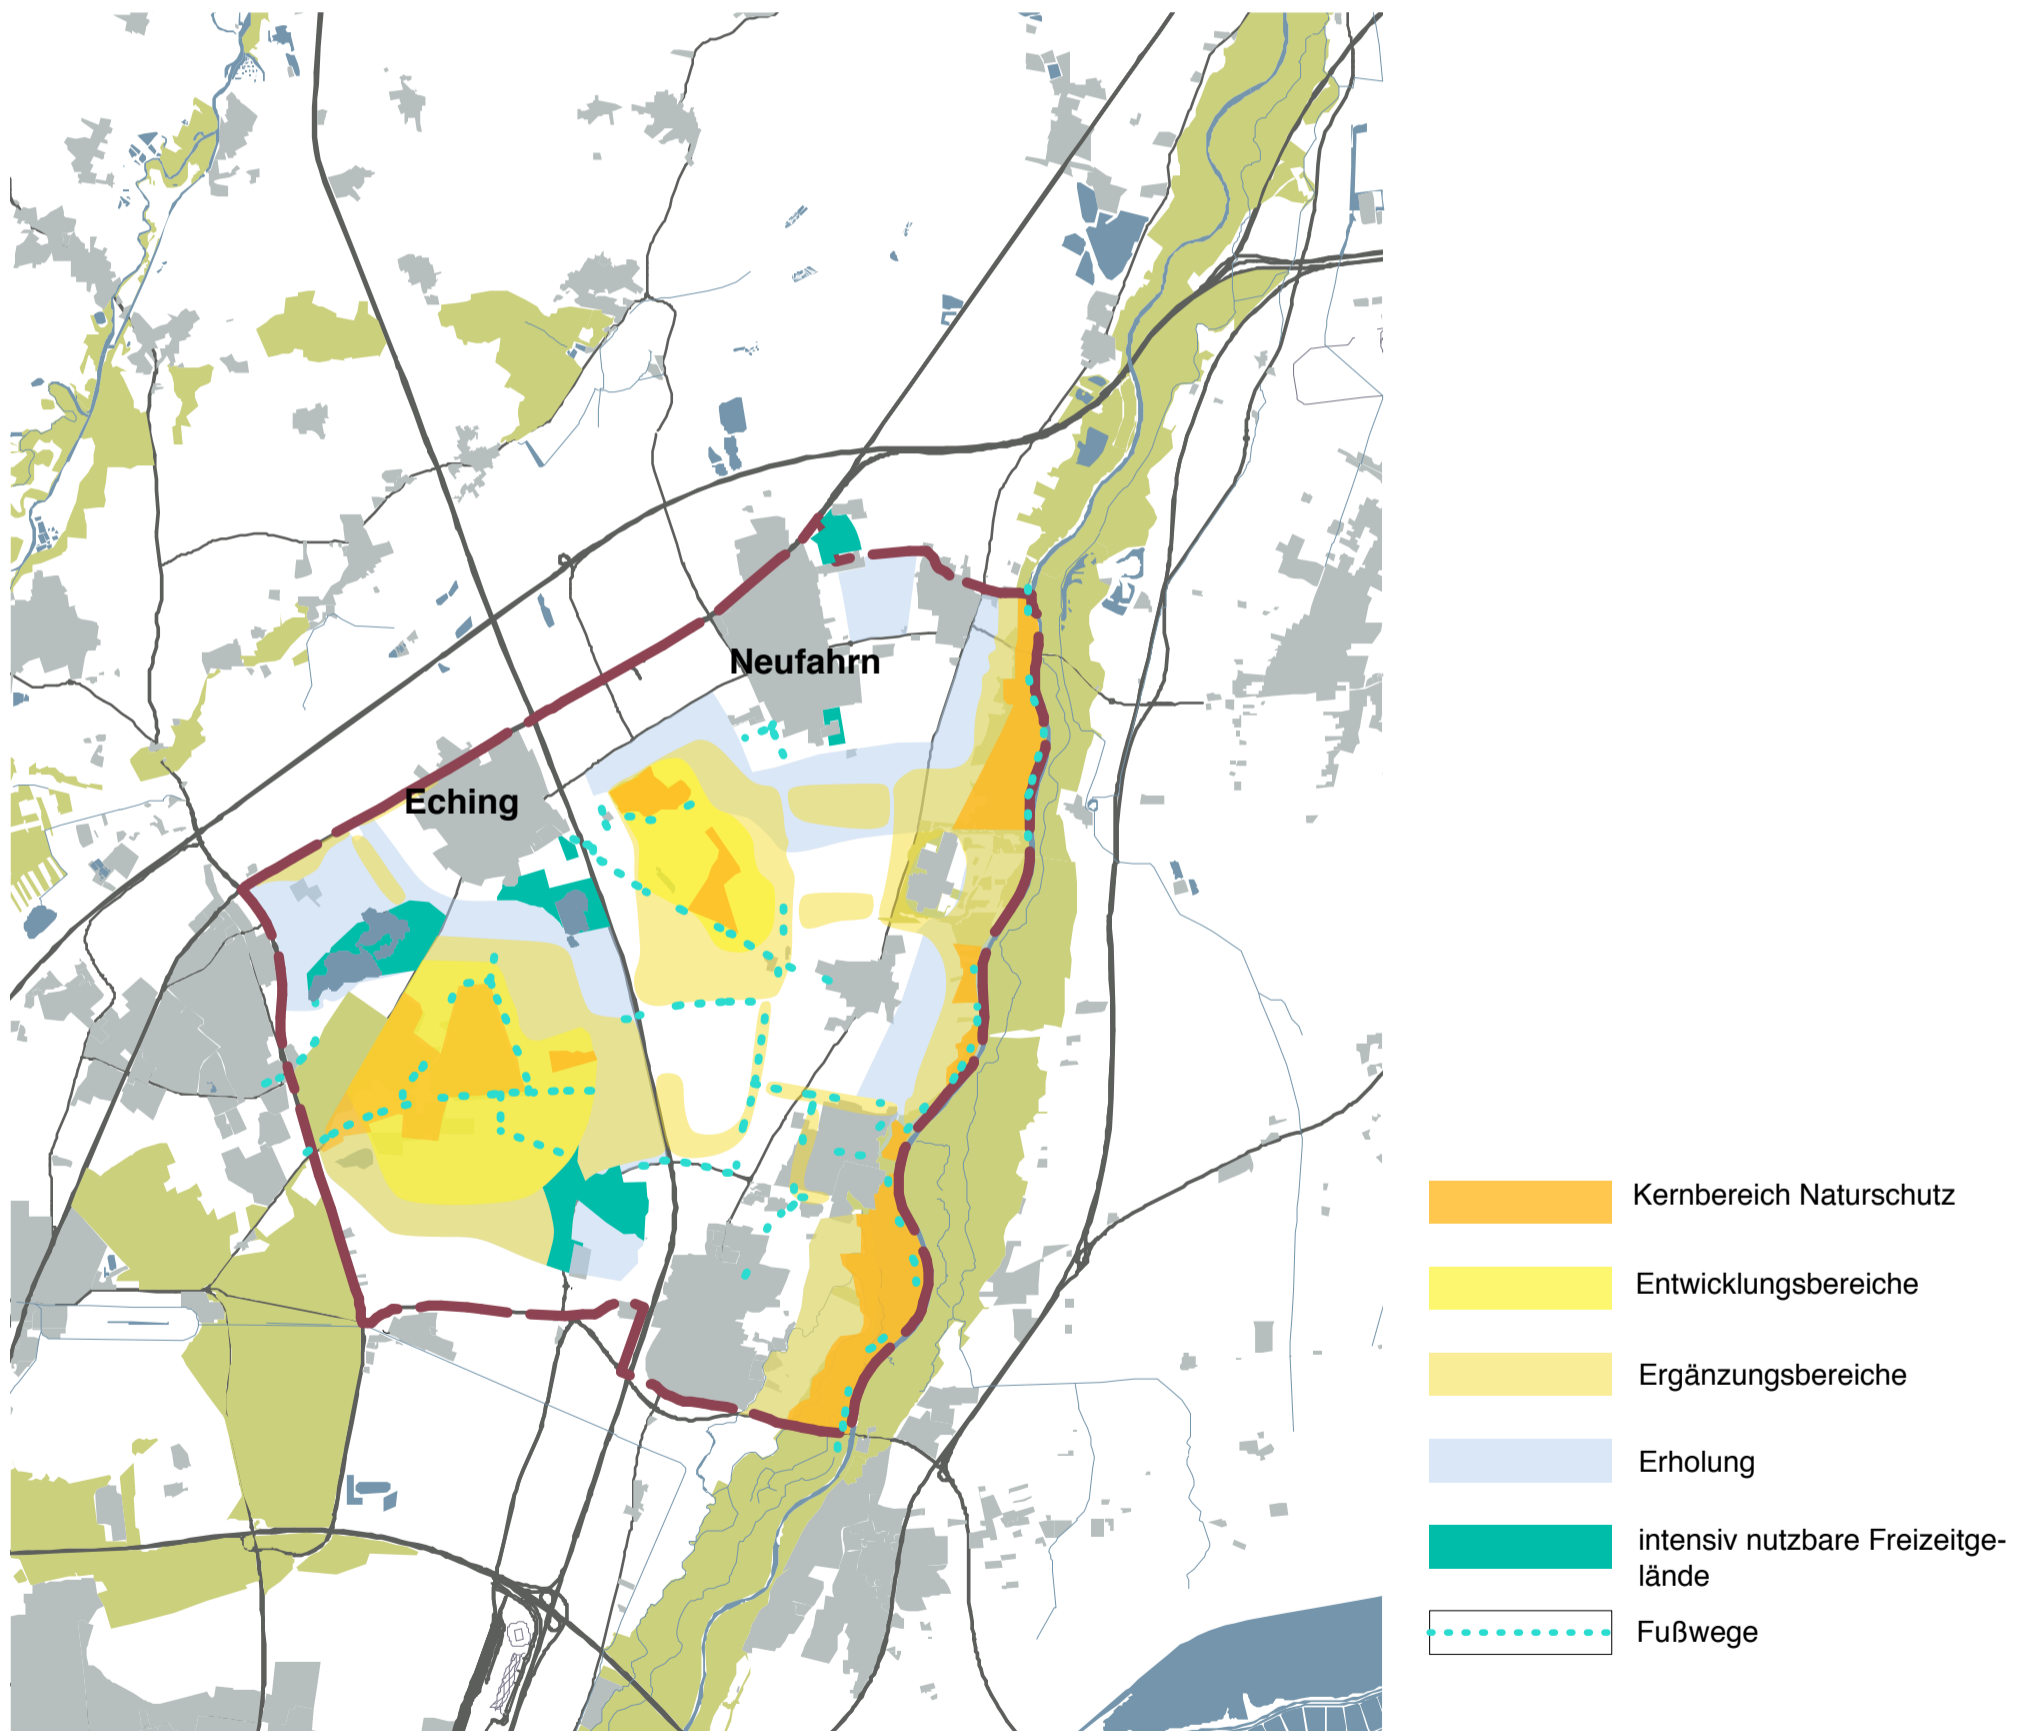 Neufahrn
Eching
Kernbereich Naturschutz
Entwicklungsbereiche
Ergänzungsbereiche
Erholung
intensiv nutzbare Freizeitge-
lände
Fußwege